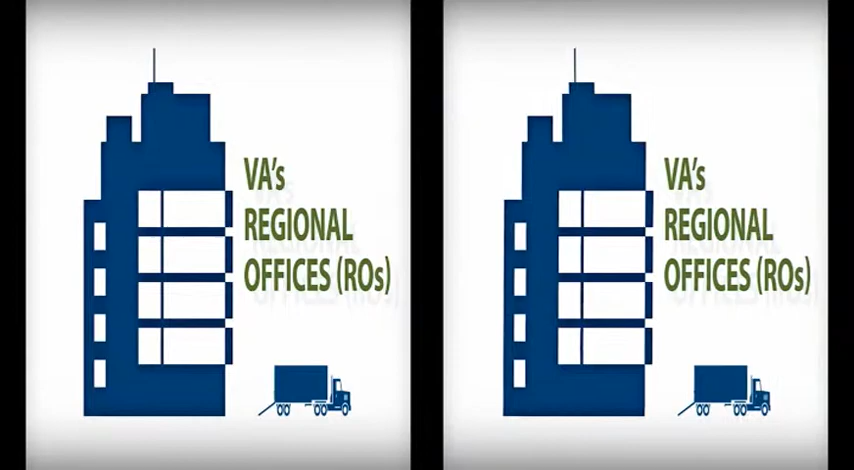 VA's
REGIONAL
OFFICES (ROs)
VA's
REGIONAL
OFFICES (ROs)